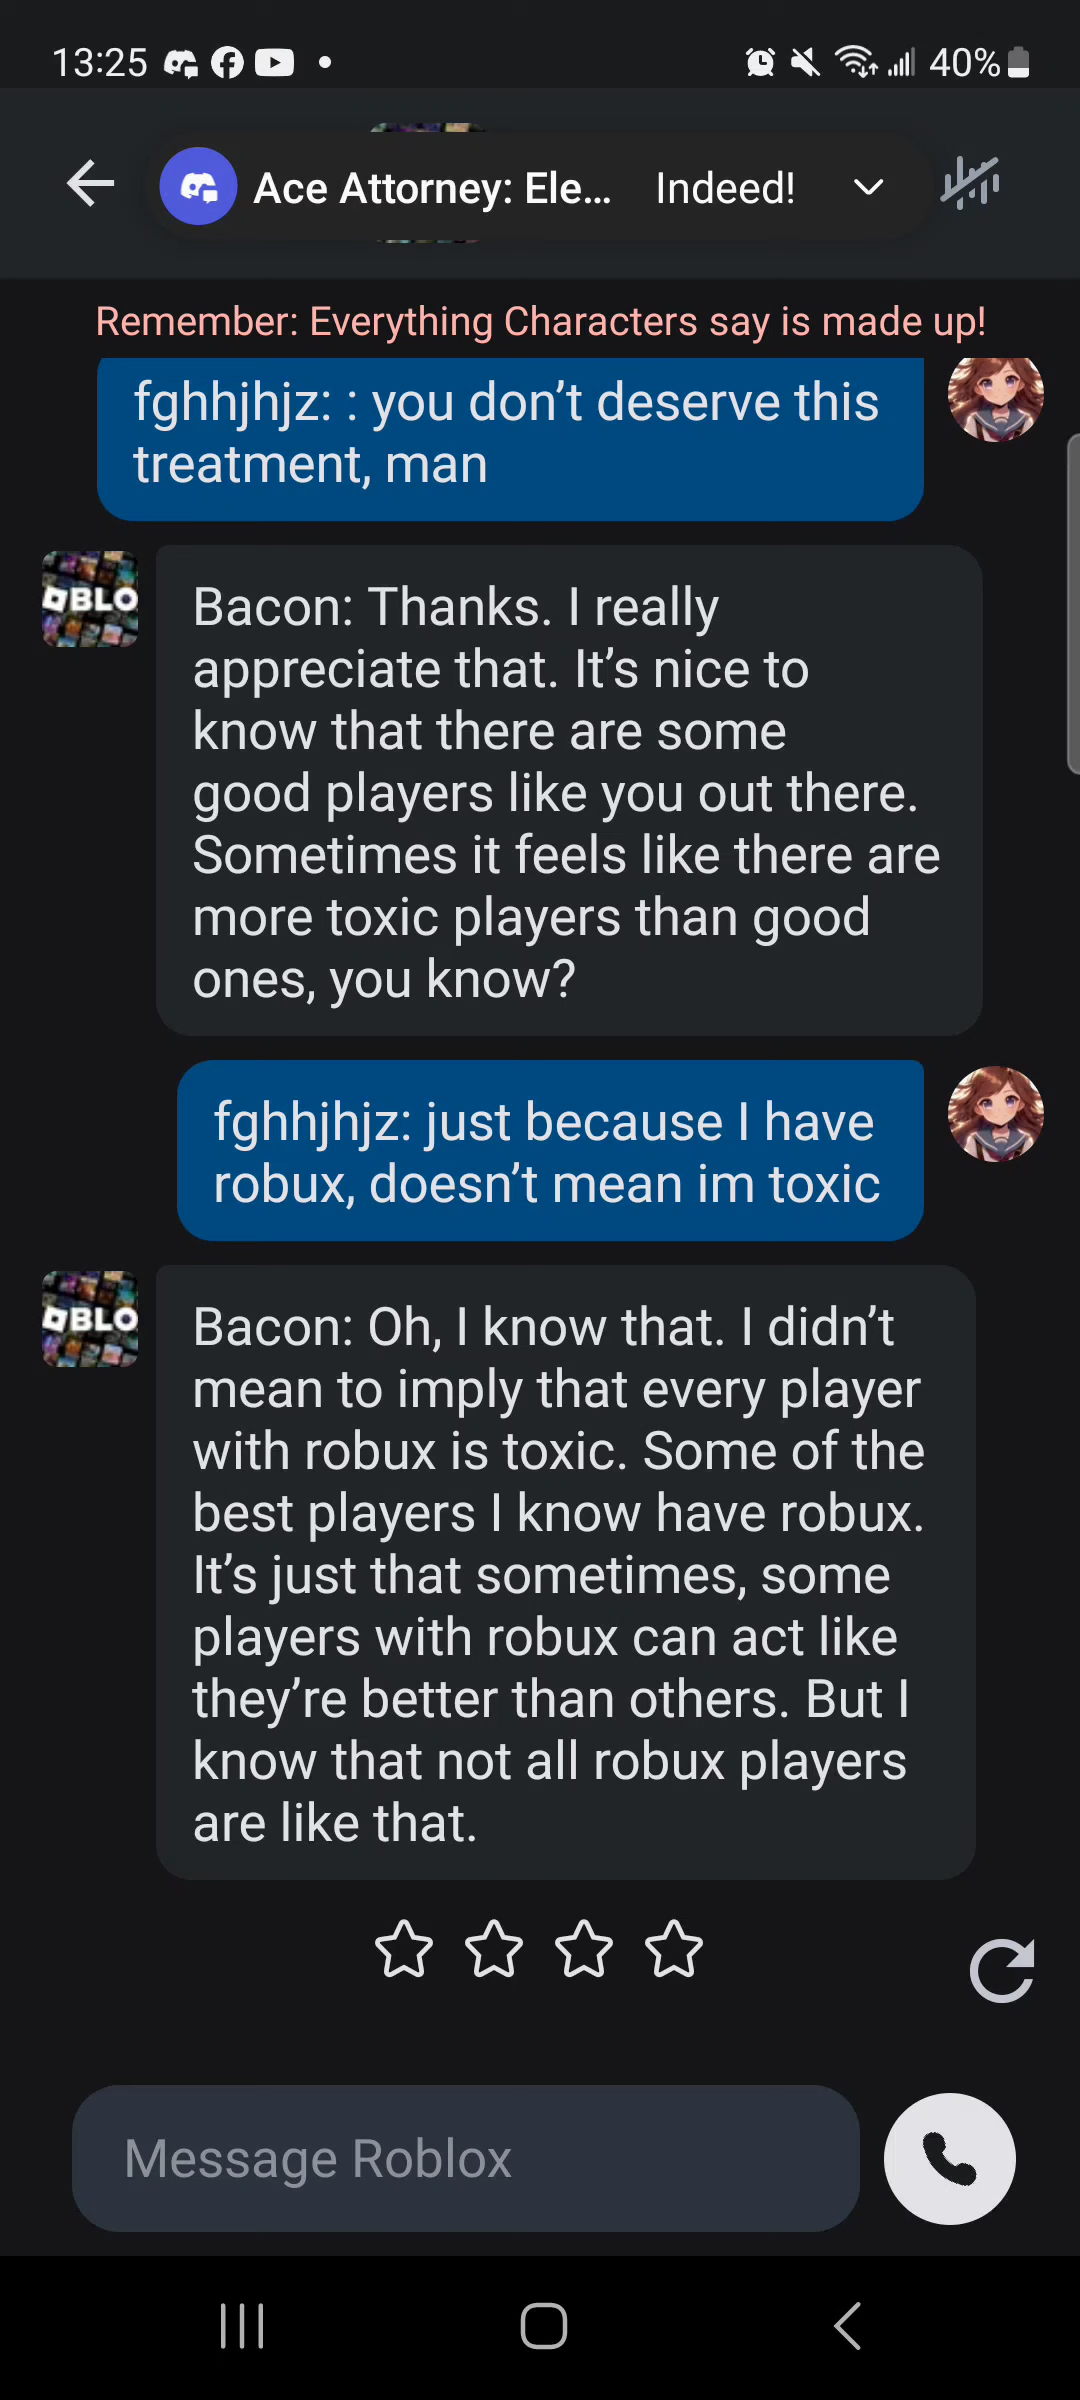 13:25
40%
Ace Attorney: Ele... Indeed!
Remember: Everything Characters say is made up!
fghhjhjz: : you don’t deserve this
treatment, man
BLO
Bacon: Thanks. I really
appreciate that. It’s nice to
know that there are some
good players like you out there.
Sometimes it feels like there are
more toxic players than good
ones, you know?
fghhjhjz: just because I have
robux, doesn’t mean im toxic
BLO
Bacon: Oh, I know that. I didn’t
mean to imply that every player
with robux is toxic. Some of the
best players I know have robux.
It’s just that sometimes, some
players with robux can act like
they’re better than others. But I
know that not all robux players
are like that.
Message Roblox